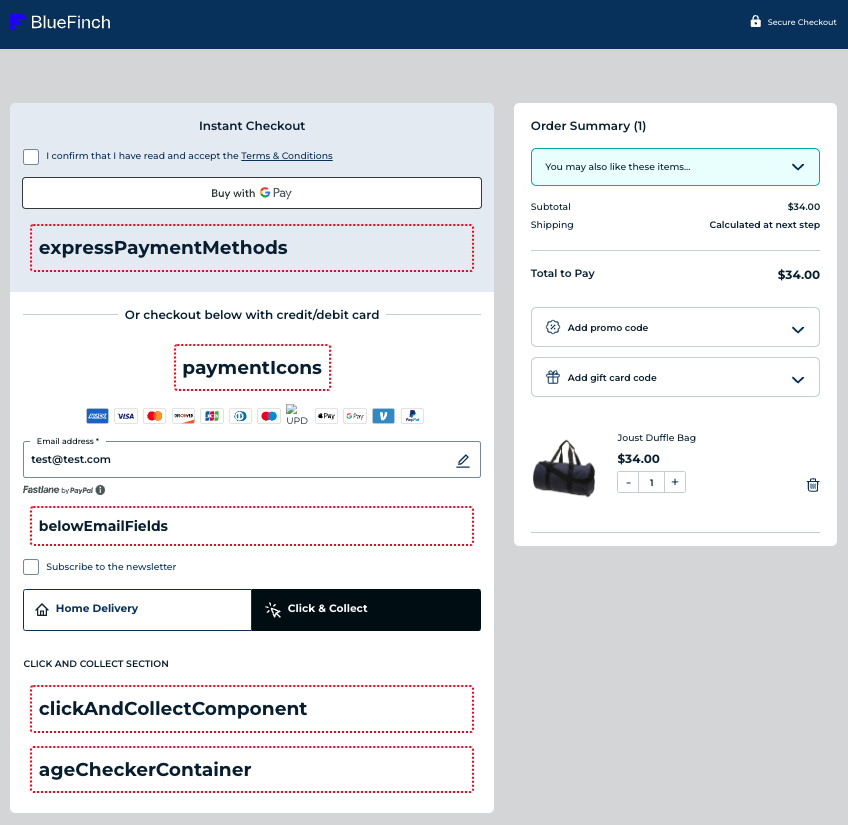 BlueFinch
Secure Checkout
Instant Checkout
I confirm that I have read and accept the Terms & Conditions
Buy with G Pay
expressPaymentMethods
Or checkout below with credit/debit card
paymentIcons
VISA
DISCOVER
JCB
UPD
Pay
G Pay
PayPal
Email address *
test@test.com
Fastlane by PayPal i
belowEmailFields
Subscribe to the newsletter
Home Delivery
Click & Collect
CLICK AND COLLECT SECTION
clickAndCollectComponent
ageCheckerContainer
Order Summary (1)
You may also like these items...
Subtotal $34.00
Shipping Calculated at next step
Total to Pay $34.00
Add promo code
Add gift card code
Joust Duffle Bag
$34.00
- 1 +